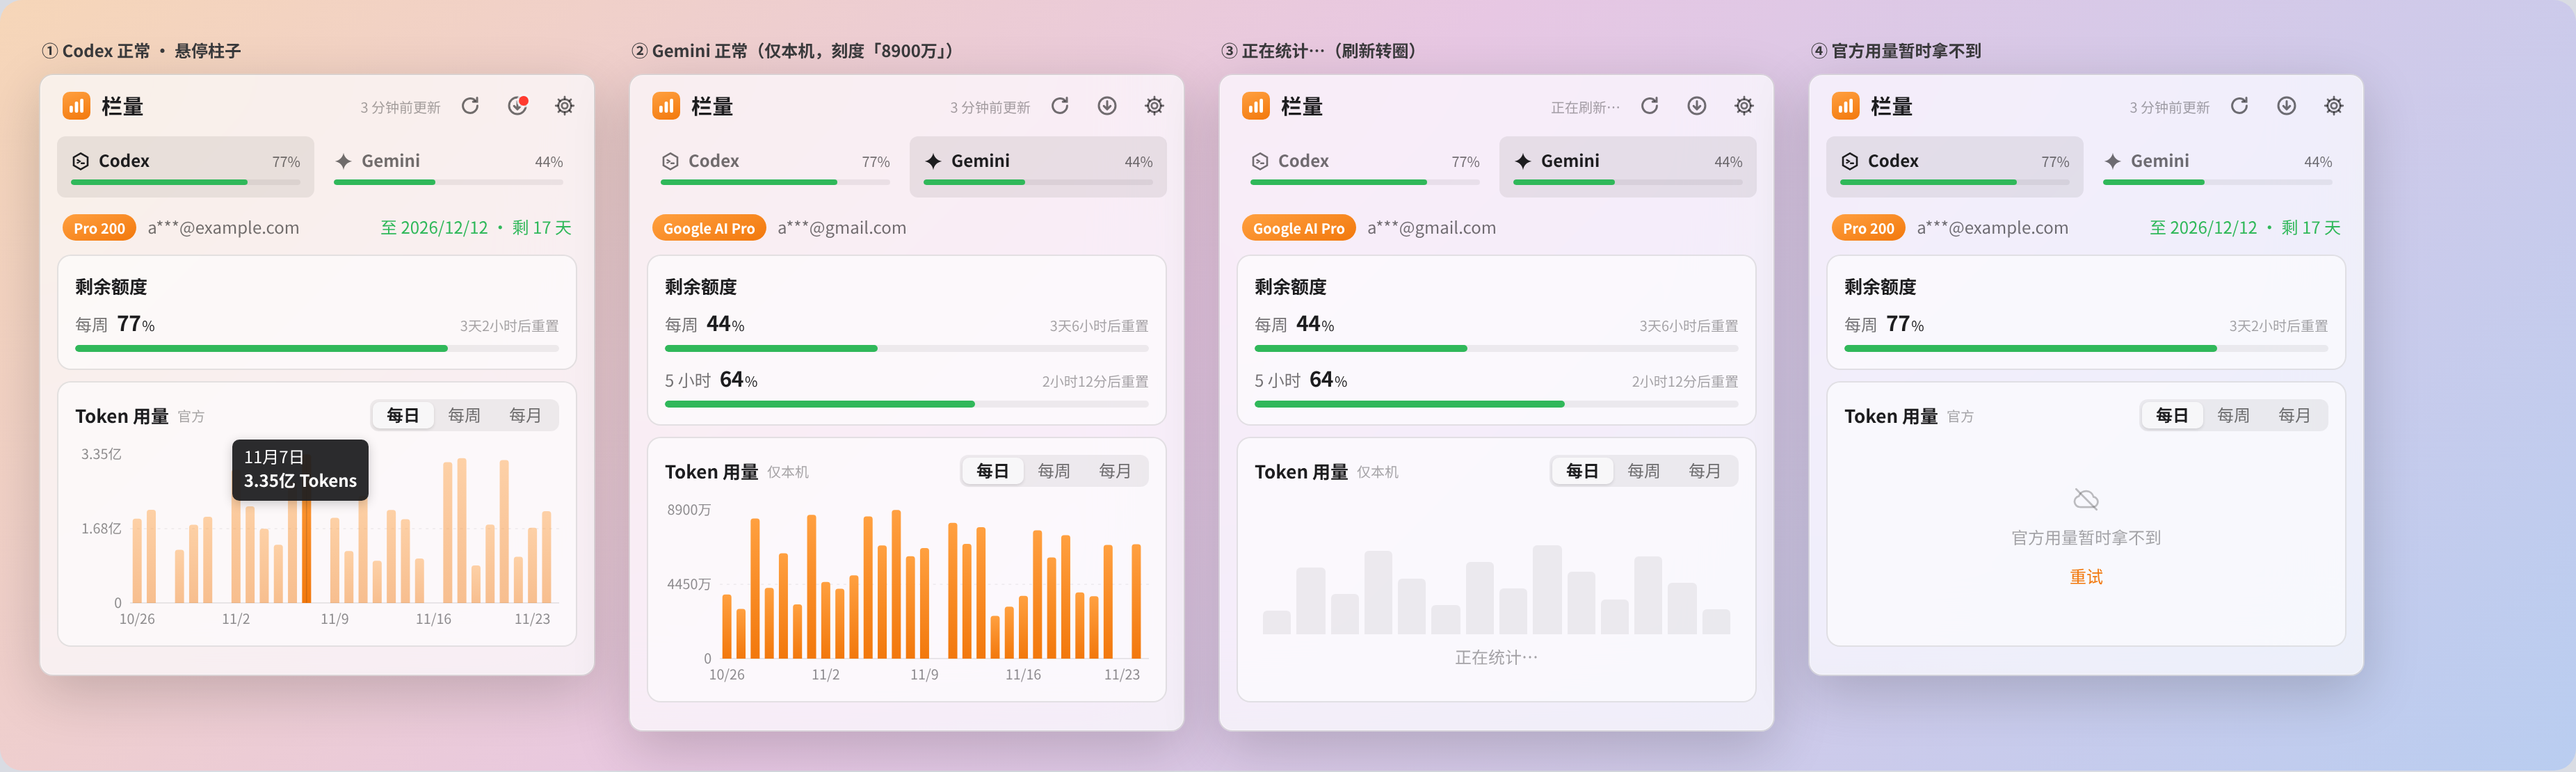 ① Codex 正常 · 悬停柱子
栏量
3 分钟前更新
Codex 77%
Gemini 44%
Pro 200 a***@example.com 至 2026/12/12 · 剩 17 天
剩余额度
每周 77% 3天2小时后重置
Token 用量 官方 每日 每周 每月
11月7日
3.35亿 Tokens
3.35亿
1.68亿
0
10/26 11/2 11/9 11/16 11/23
② Gemini 正常（仅本机，刻度「8900万」）
栏量
3 分钟前更新
Codex 77%
Gemini 44%
Google AI Pro a***@gmail.com
剩余额度
每周 44% 3天6小时后重置
5 小时 64% 2小时12分后重置
Token 用量 仅本机 每日 每周 每月
8900万
4450万
0
10/26 11/2 11/9 11/16 11/23
③ 正在统计…（刷新转圈）
栏量
正在刷新…
Codex 77%
Gemini 44%
Google AI Pro a***@gmail.com
剩余额度
每周 44% 3天6小时后重置
5 小时 64% 2小时12分后重置
Token 用量 仅本机 每日 每周 每月
正在统计…
④ 官方用量暂时拿不到
栏量
3 分钟前更新
Codex 77%
Gemini 44%
Pro 200 a***@example.com 至 2026/12/12 · 剩 17 天
剩余额度
每周 77% 3天2小时后重置
Token 用量 官方 每日 每周 每月
官方用量暂时拿不到
重试